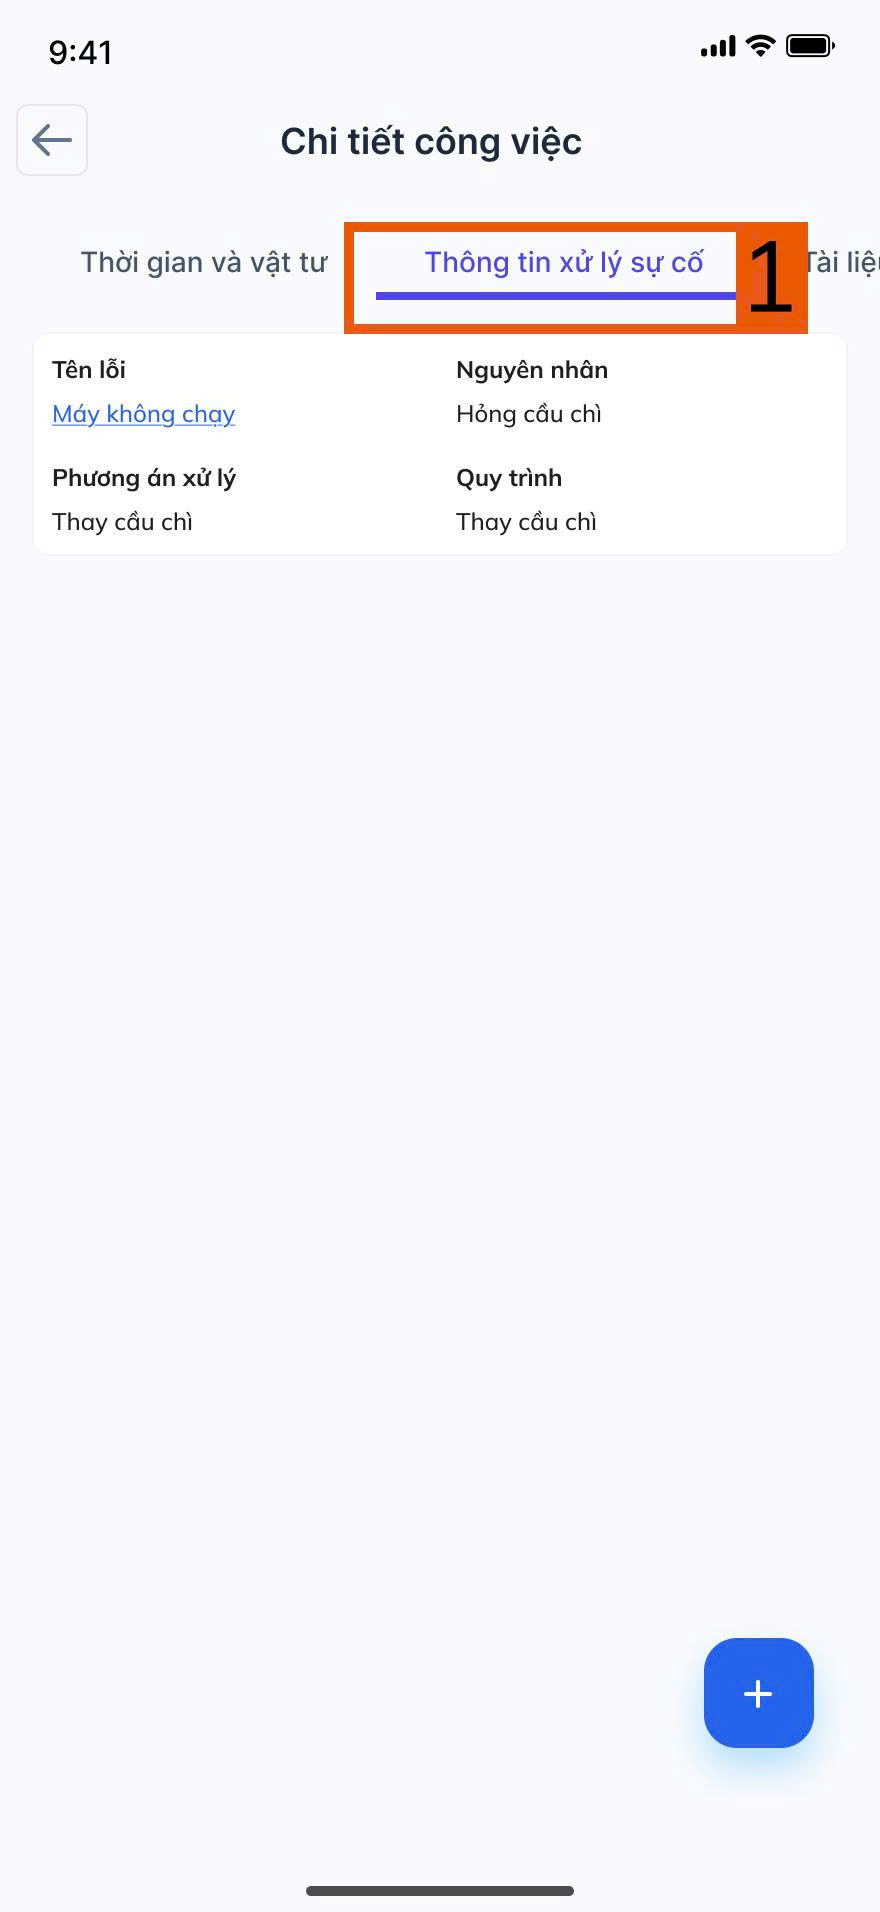 9:41
Chi tiết công việc
Thời gian và vật tư Thông tin xử lý sự cố 1 Tài liệu
Tên lỗi Nguyên nhân
Máy không chạy Hỏng cầu chì
Phương án xử lý Quy trình
Thay cầu chì Thay cầu chì